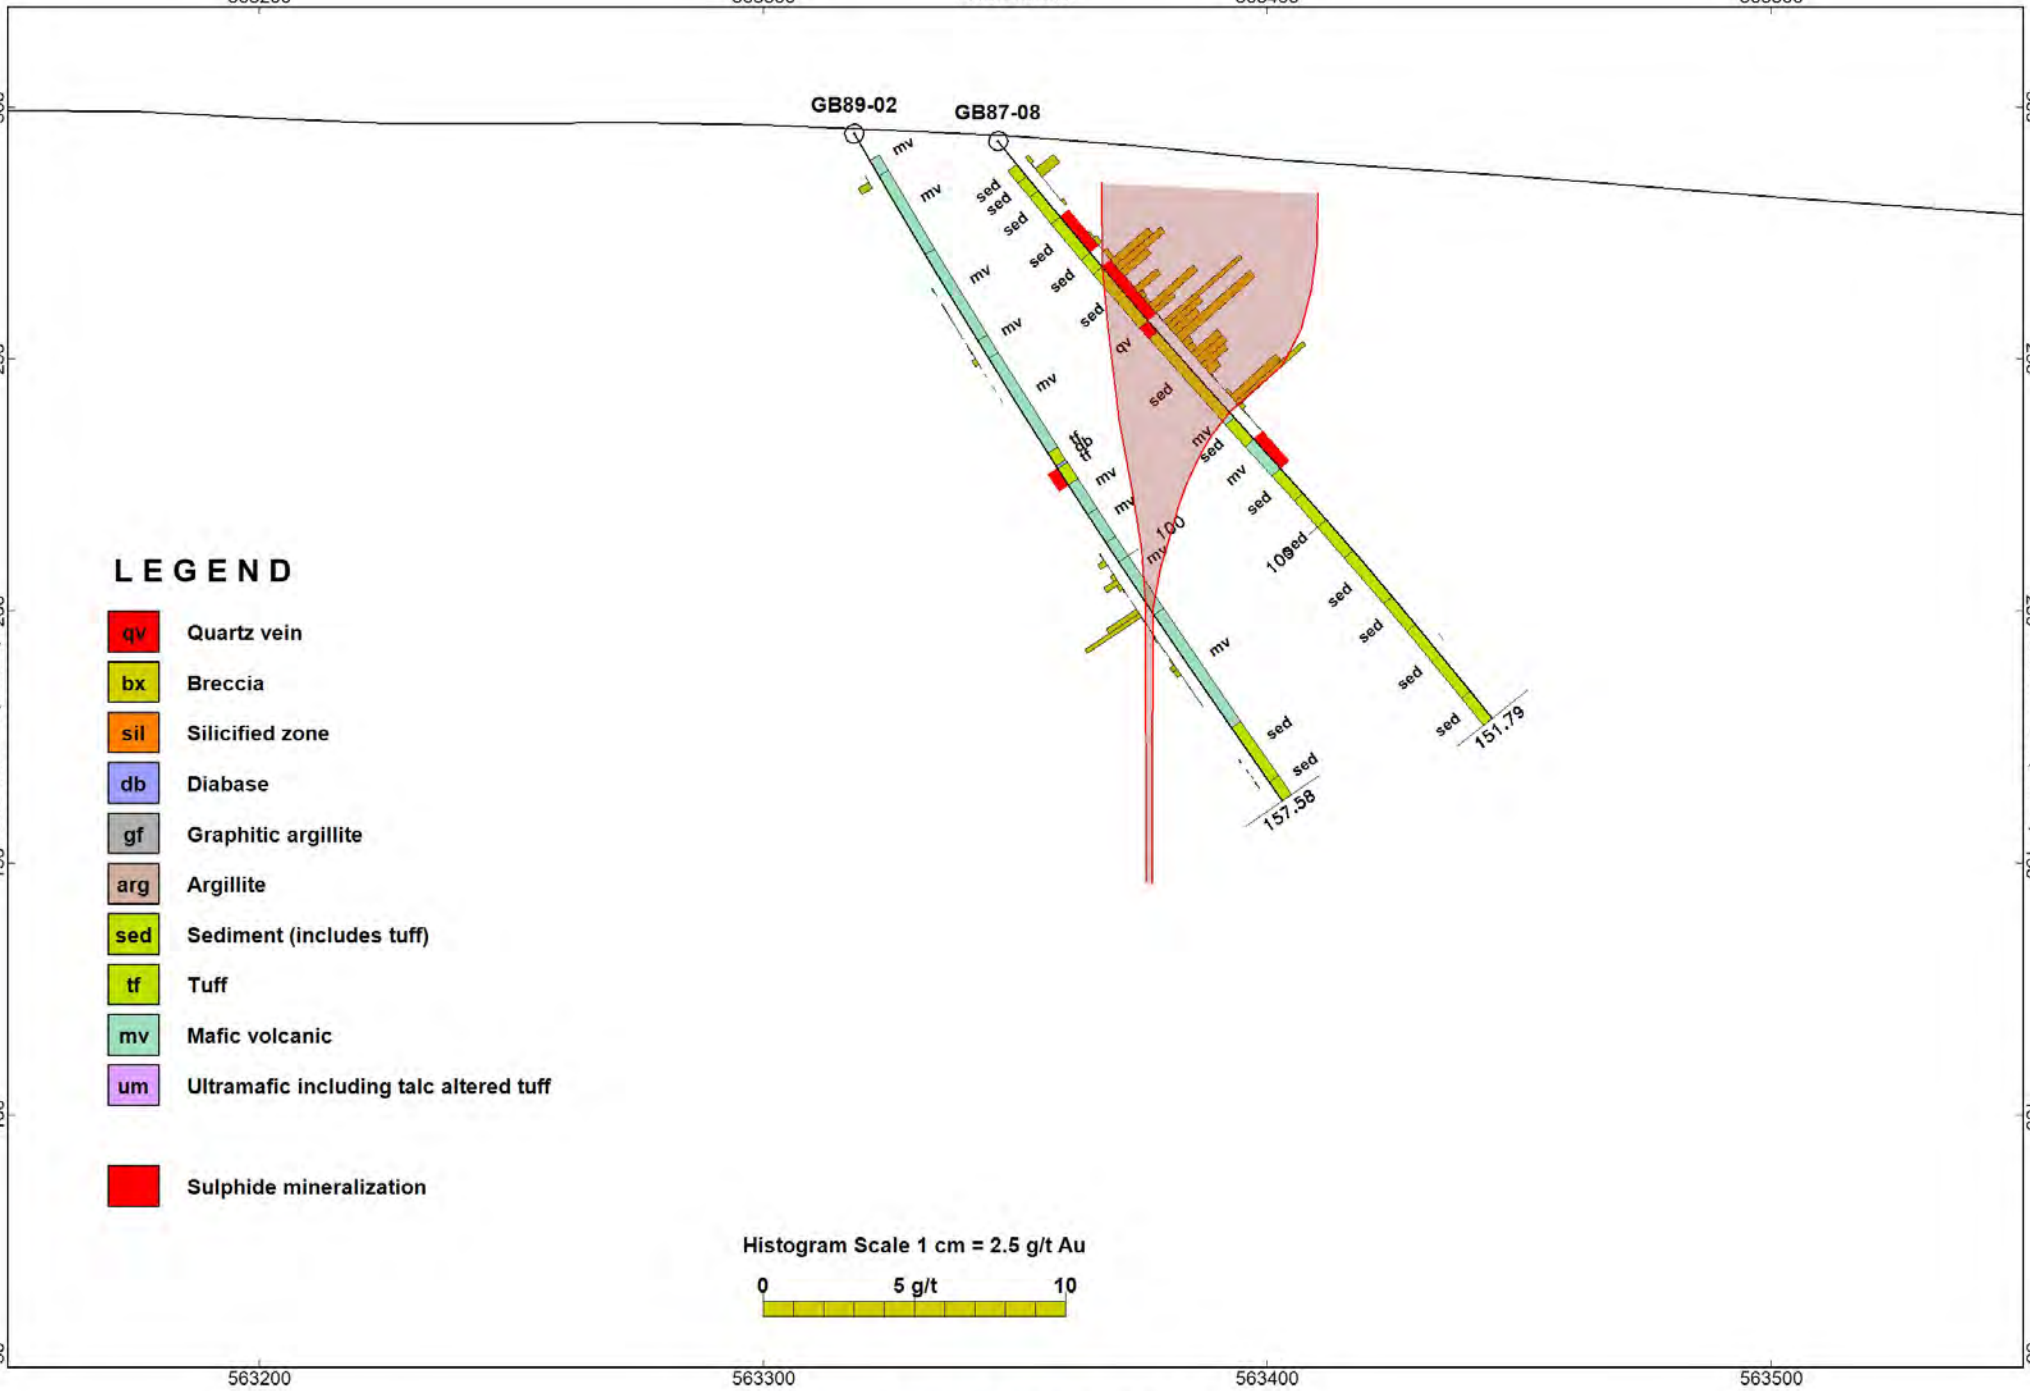 GB89-02
GB87-08
mv
mv
mv
mv
mv
tf
db
tf
mv
mv
100
mv
mv
sed
sed
157.58
sed
sed
sed
sed
sed
sed
qv
sed
mv
sed
mv
sed
sed
100
sed
sed
sed
sed
151.79
LEGEND
qv Quartz vein
bx Breccia
sil Silicified zone
db Diabase
gf Graphitic argillite
arg Argillite
sed Sediment (includes tuff)
tf Tuff
mv Mafic volcanic
um Ultramafic including talc altered tuff
Sulphide mineralization
Histogram Scale 1 cm = 2.5 g/t Au
0 5 g/t 10
563200 563300 563400 563500